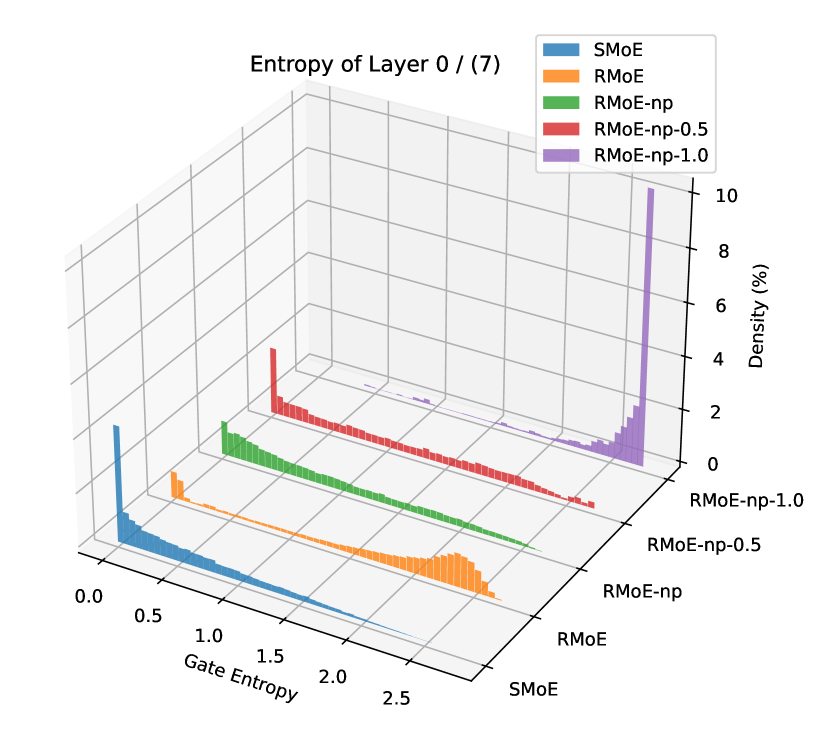 Entropy of Layer 0 / (7)
SMoE
RMoE
RMoE-np
RMoE-np-0.5
RMoE-np-1.0
10
8
6
4
2
0
Density (%)
0.0
0.5
1.0
1.5
2.0
2.5
Gate Entropy
RMoE-np-1.0
RMoE-np-0.5
RMoE-np
RMoE
SMoE